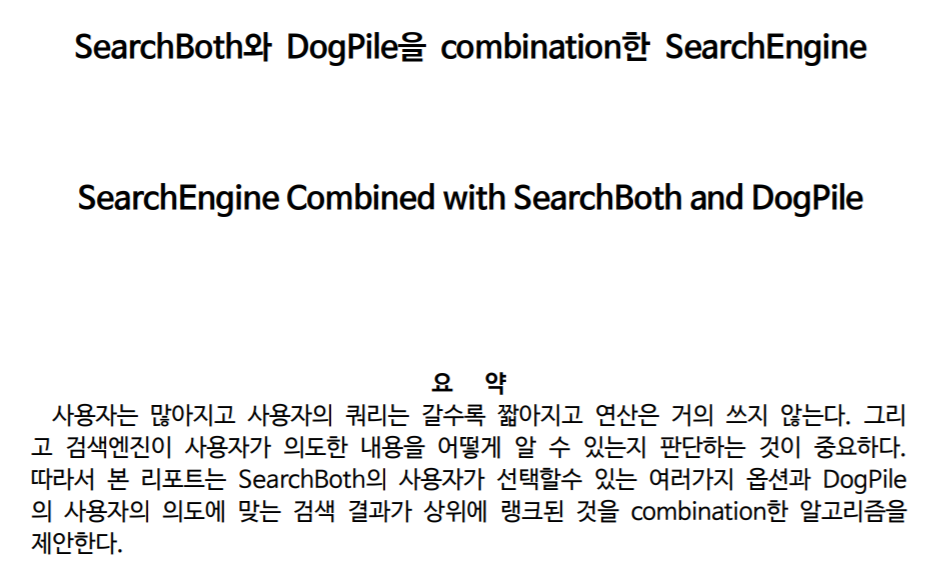 SearchBoth와 DogPile을 combination한 SearchEngine
SearchEngine Combined with SearchBoth and DogPile
요 약
사용자는 많아지고 사용자의 쿼리는 갈수록 짧아지고 연산은 거의 쓰지 않는다. 그리
고 검색엔진이 사용자가 의도한 내용을 어떻게 알 수 있는지 판단하는 것이 중요하다.
따라서 본 리포트는 SearchBoth의 사용자가 선택할수 있는 여러가지 옵션과 DogPile
의 사용자의 의도에 맞는 검색 결과가 상위에 랭크된 것을 combination한 알고리즘을
제안한다.